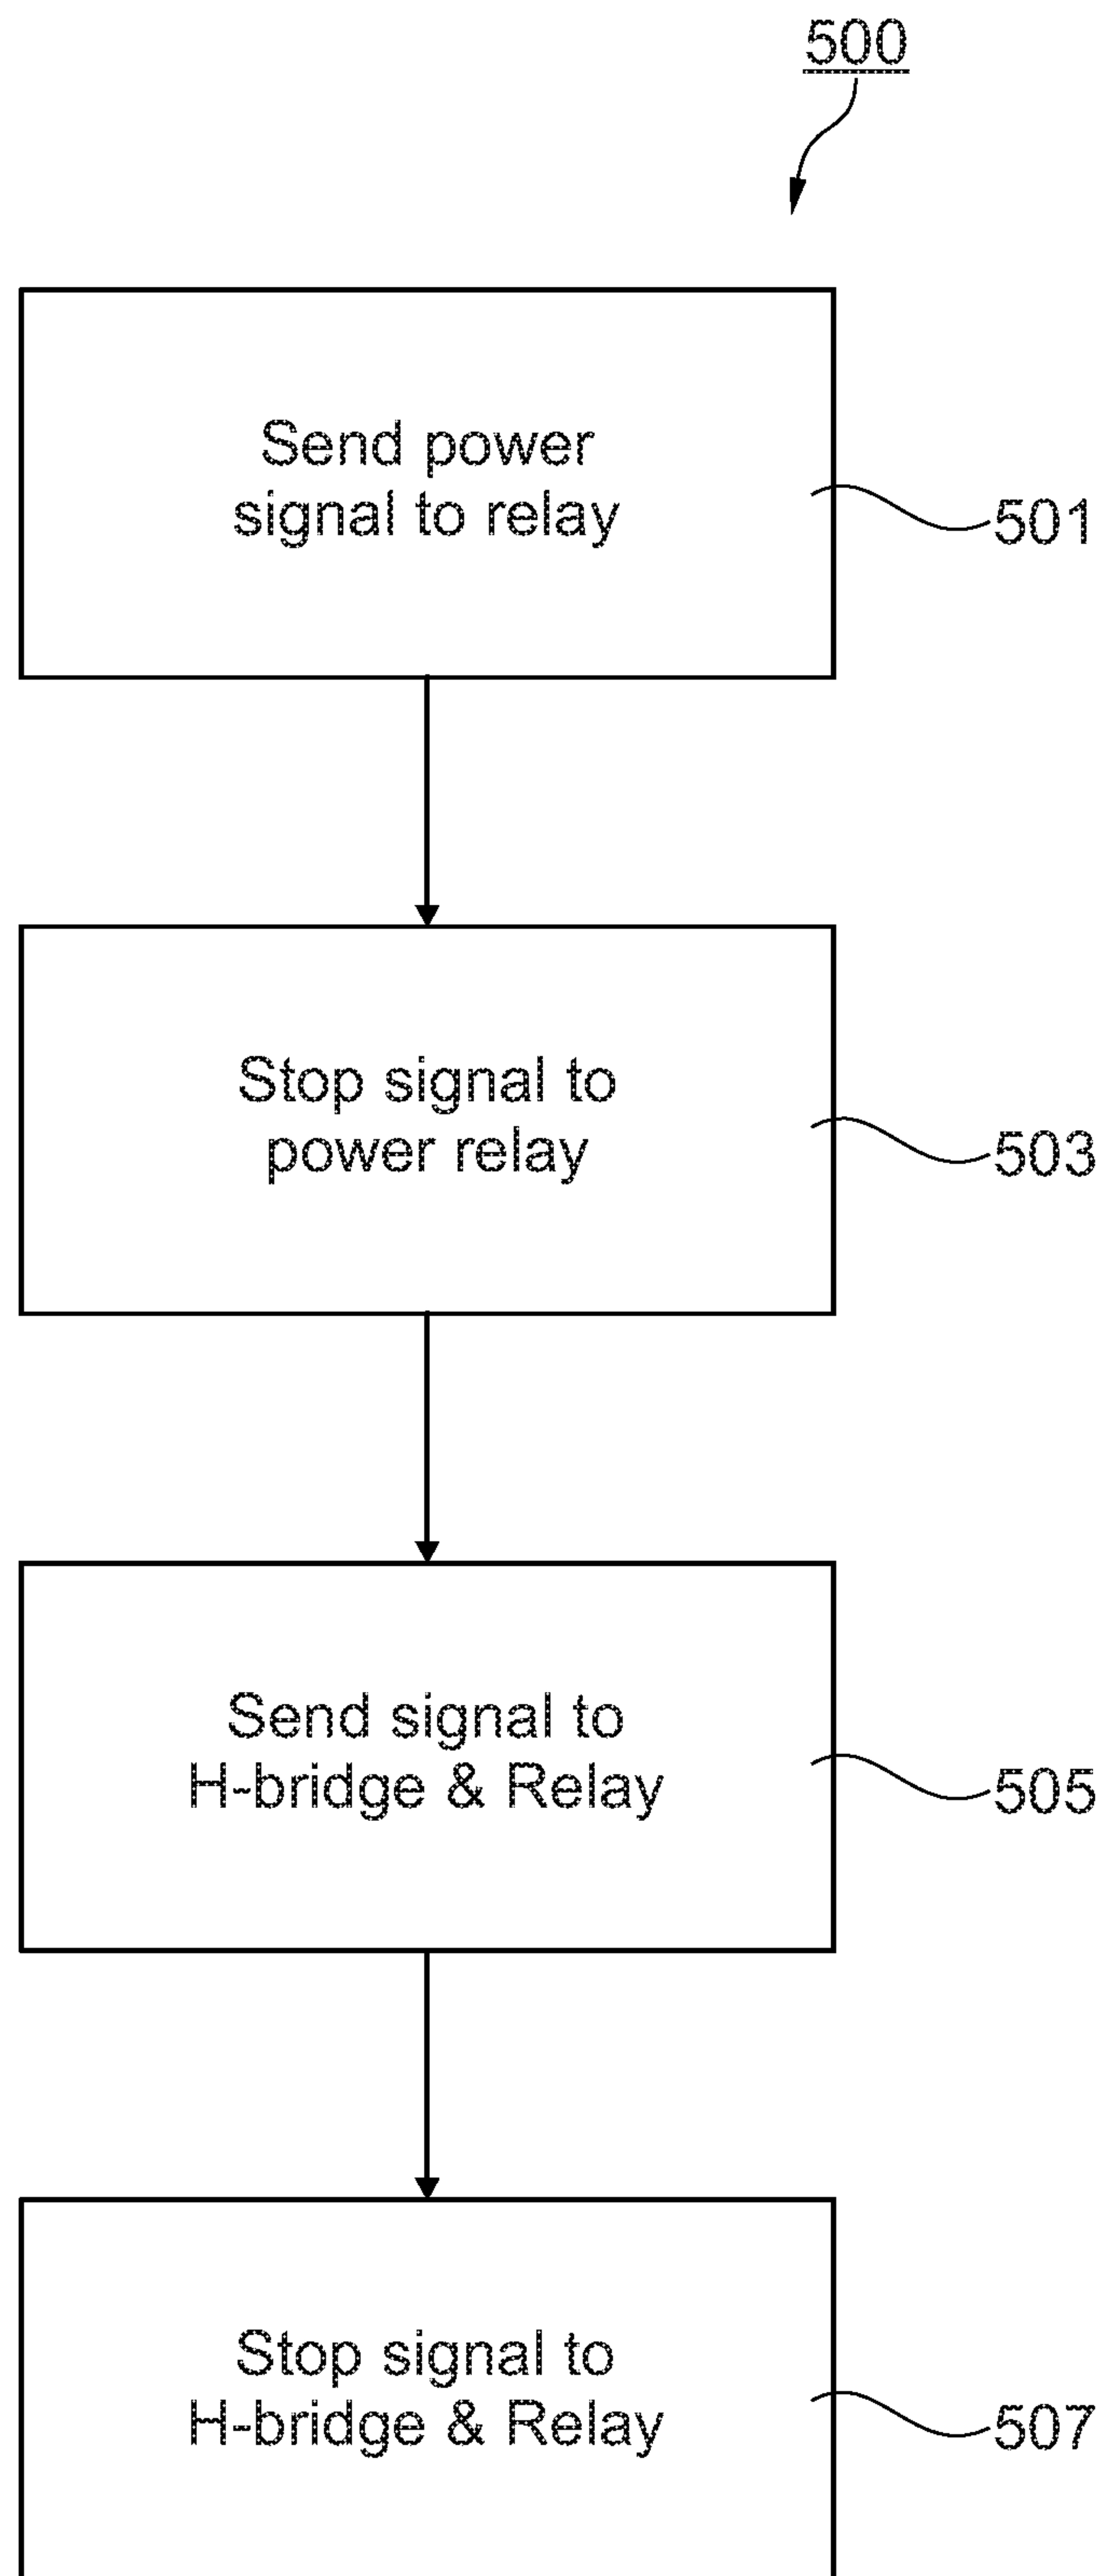 500
Send power
signal to relay
501
Stop signal to
power relay
503
Send signal to
H-bridge & Relay
505
Stop signal to
H-bridge & Relay
507